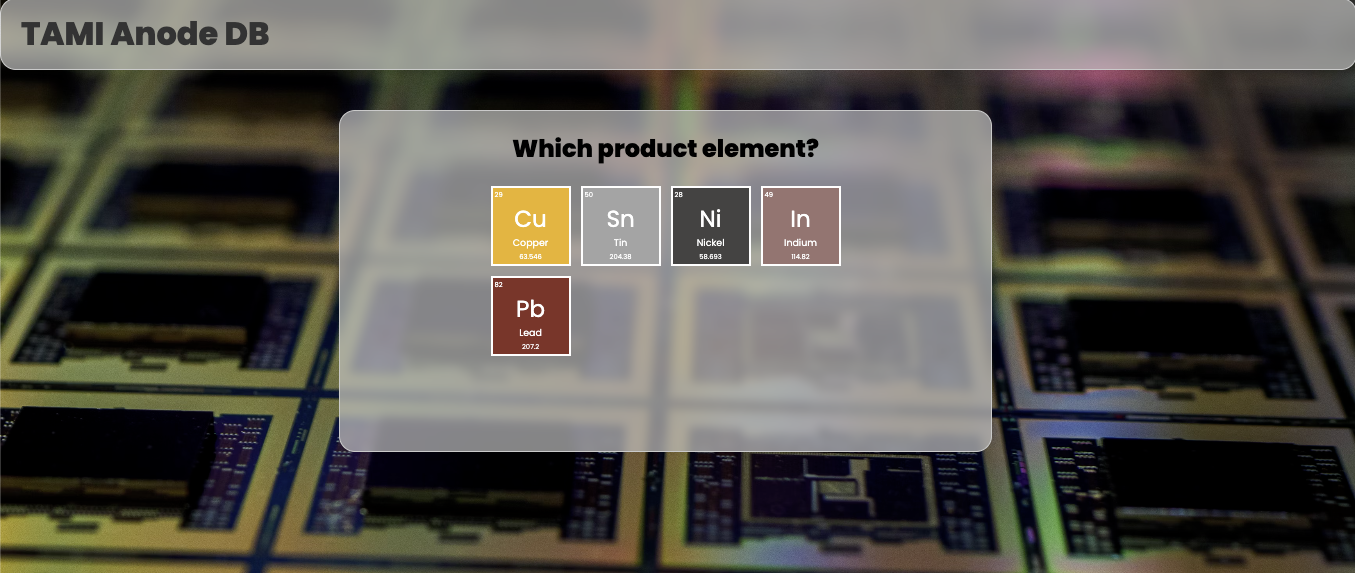 TAMI Anode DB
Which product element?
29
Cu
Copper
63.546
50
Sn
Tin
204.38
28
Ni
Nickel
58.693
49
In
Indium
114.82
82
Pb
Lead
207.2